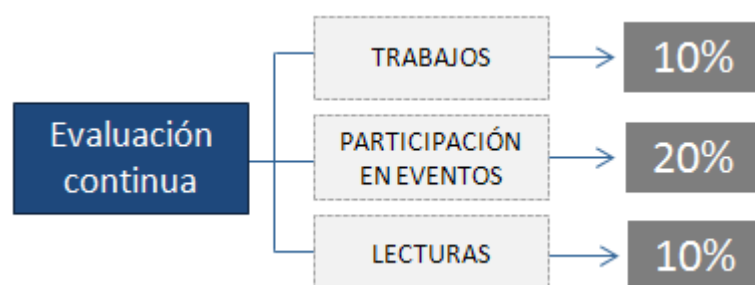 Evaluación
continua
TRABAJOS
10%
PARTICIPACIÓN
EN EVENTOS
20%
LECTURAS
10%